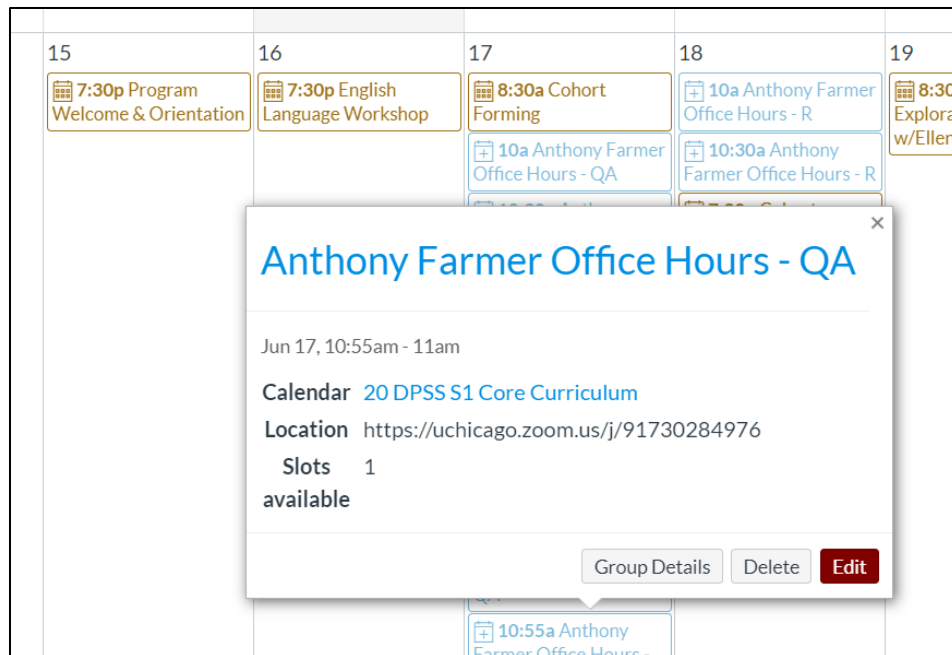 15
16
17
18
19
7:30p Program
Welcome & Orientation
7:30p English
Language Workshop
8:30a Cohort
Forming
10a Anthony Farmer
Office Hours - QA
10a Anthony Farmer
Office Hours - R
10:30a Anthony
Farmer Office Hours - R
8:30
Explora
w/Ellen
×
Anthony Farmer Office Hours - QA
Jun 17, 10:55am - 11am
Calendar 20 DPSS S1 Core Curriculum
Location https://uchicago.zoom.us/j/91730284976
Slots 1
available
Group Details Delete Edit
QA
10:55a Anthony
Farmer Office Hours -